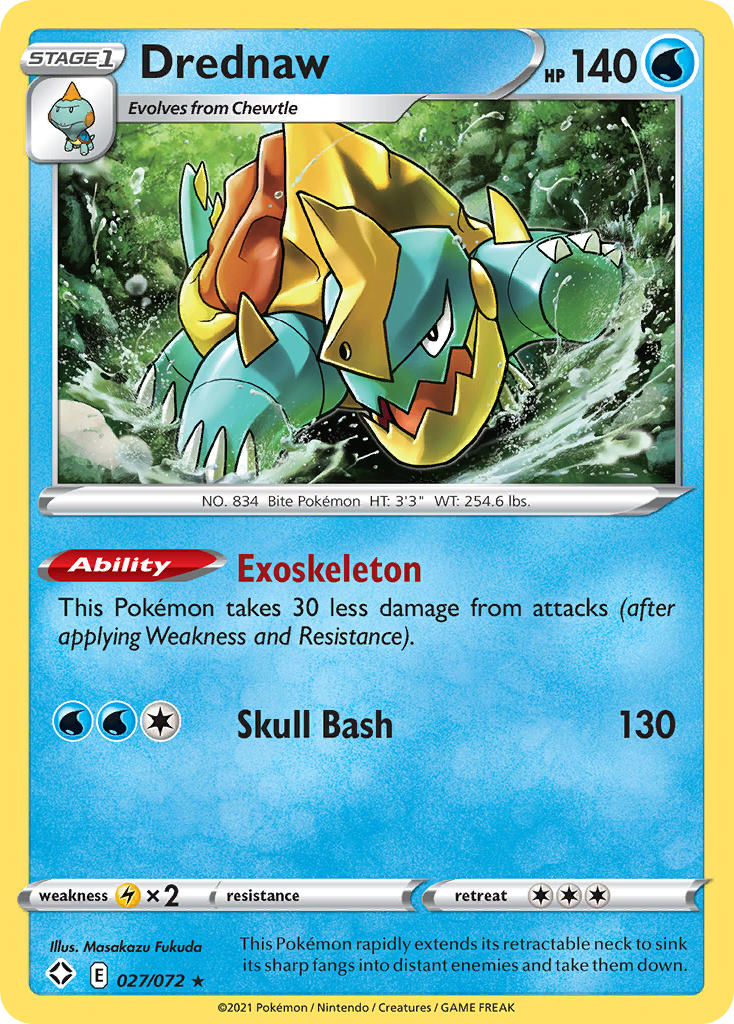 STAGE 1
Drednaw
HP 140
Evolves from Chewtle
NO. 834 Bite Pokémon HT: 3'3" WT: 254.6 lbs.
Ability Exoskeleton
This Pokémon takes 30 less damage from attacks (after
applying Weakness and Resistance).
Skull Bash 130
weakness ×2 resistance retreat
Illus. Masakazu Fukuda
This Pokémon rapidly extends its retractable neck to sink
its sharp fangs into distant enemies and take them down.
E 027/072 ★
©2021 Pokémon / Nintendo / Creatures / GAME FREAK